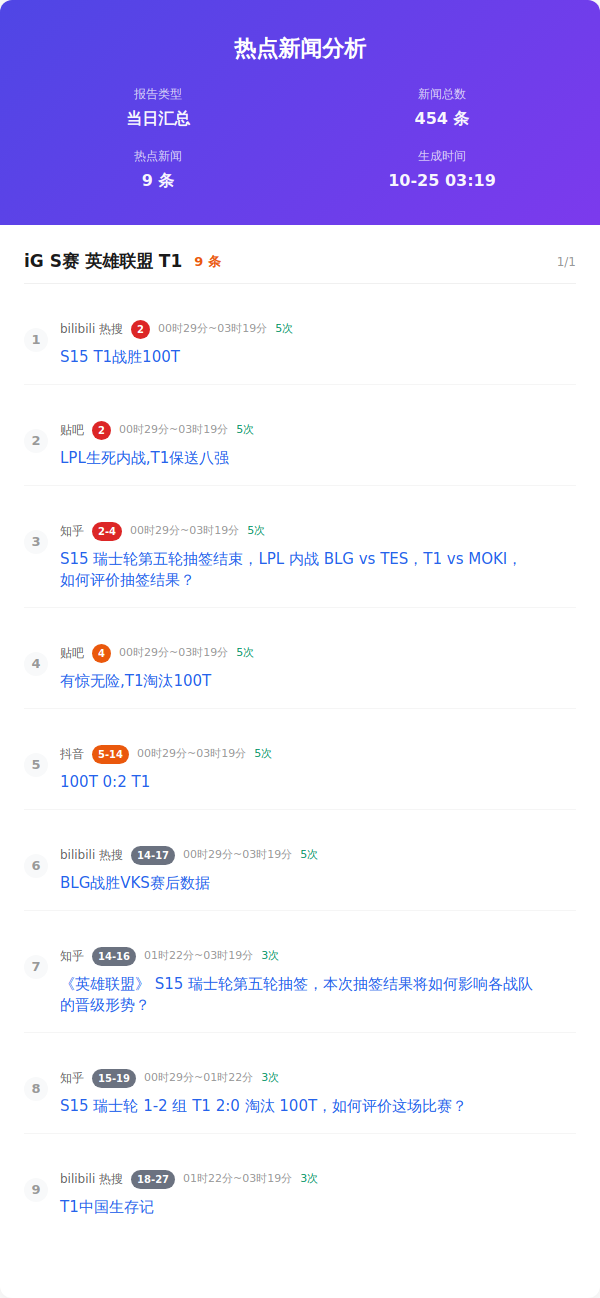 热点新闻分析
报告类型
当日汇总
新闻总数
454 条
热点新闻
9 条
生成时间
10-25 03:19
iG S赛 英雄联盟 T1 9 条 1/1
1
bilibili 热搜 2 00时29分~03时19分 5次
S15 T1战胜100T
2
贴吧 2 00时29分~03时19分 5次
LPL生死内战,T1保送八强
3
知乎 2-4 00时29分~03时19分 5次
S15 瑞士轮第五轮抽签结束，LPL 内战 BLG vs TES，T1 vs MOKI，
如何评价抽签结果？
4
贴吧 4 00时29分~03时19分 5次
有惊无险,T1淘汰100T
5
抖音 5-14 00时29分~03时19分 5次
100T 0:2 T1
6
bilibili 热搜 14-17 00时29分~03时19分 5次
BLG战胜VKS赛后数据
7
知乎 14-16 01时22分~03时19分 3次
《英雄联盟》 S15 瑞士轮第五轮抽签，本次抽签结果将如何影响各战队
的晋级形势？
8
知乎 15-19 00时29分~01时22分 3次
S15 瑞士轮 1-2 组 T1 2:0 淘汰 100T，如何评价这场比赛？
9
bilibili 热搜 18-27 01时22分~03时19分 3次
T1中国生存记